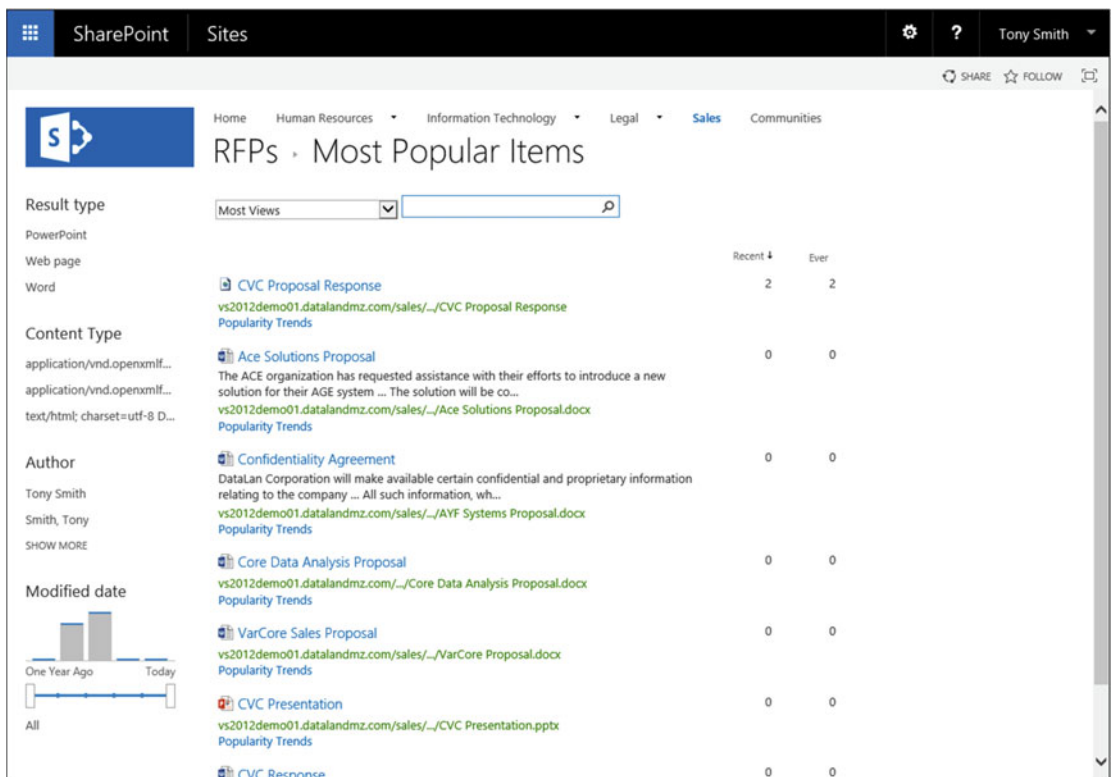 SharePoint Sites ? Tony Smith
SHARE FOLLOW
S
Home Human Resources Information Technology Legal Sales Communities
RFPs Most Popular Items
Result type
PowerPoint
Web page
Word
Content Type
application/vnd.openxmlf...
application/vnd.openxmlf...
text/html; charset=utf-8 D...
Author
Tony Smith
Smith, Tony
SHOW MORE
Modified date
One Year Ago Today
All
Most Views
Recent Ever
CVC Proposal Response 2 2
vs2012demo01.datalandmz.com/sales/.../CVC Proposal Response
Popularity Trends
Ace Solutions Proposal 0 0
The ACE organization has requested assistance with their efforts to introduce a new
solution for their AGE system ... The solution will be co...
vs2012demo01.datalandmz.com/sales/.../Ace Solutions Proposal.docx
Popularity Trends
Confidentiality Agreement 0 0
DataLan Corporation will make available certain confidential and proprietary information
relating to the company ... All such information, wh...
vs2012demo01.datalandmz.com/sales/.../AYF Systems Proposal.docx
Popularity Trends
Core Data Analysis Proposal 0 0
vs2012demo01.datalandmz.com/.../Core Data Analysis Proposal.docx
Popularity Trends
VarCore Sales Proposal 0 0
vs2012demo01.datalandmz.com/sales/.../VarCore Proposal.docx
Popularity Trends
CVC Presentation 0 0
vs2012demo01.datalandmz.com/sales/.../CVC Presentation.pptx
Popularity Trends
CVC Response 0 0